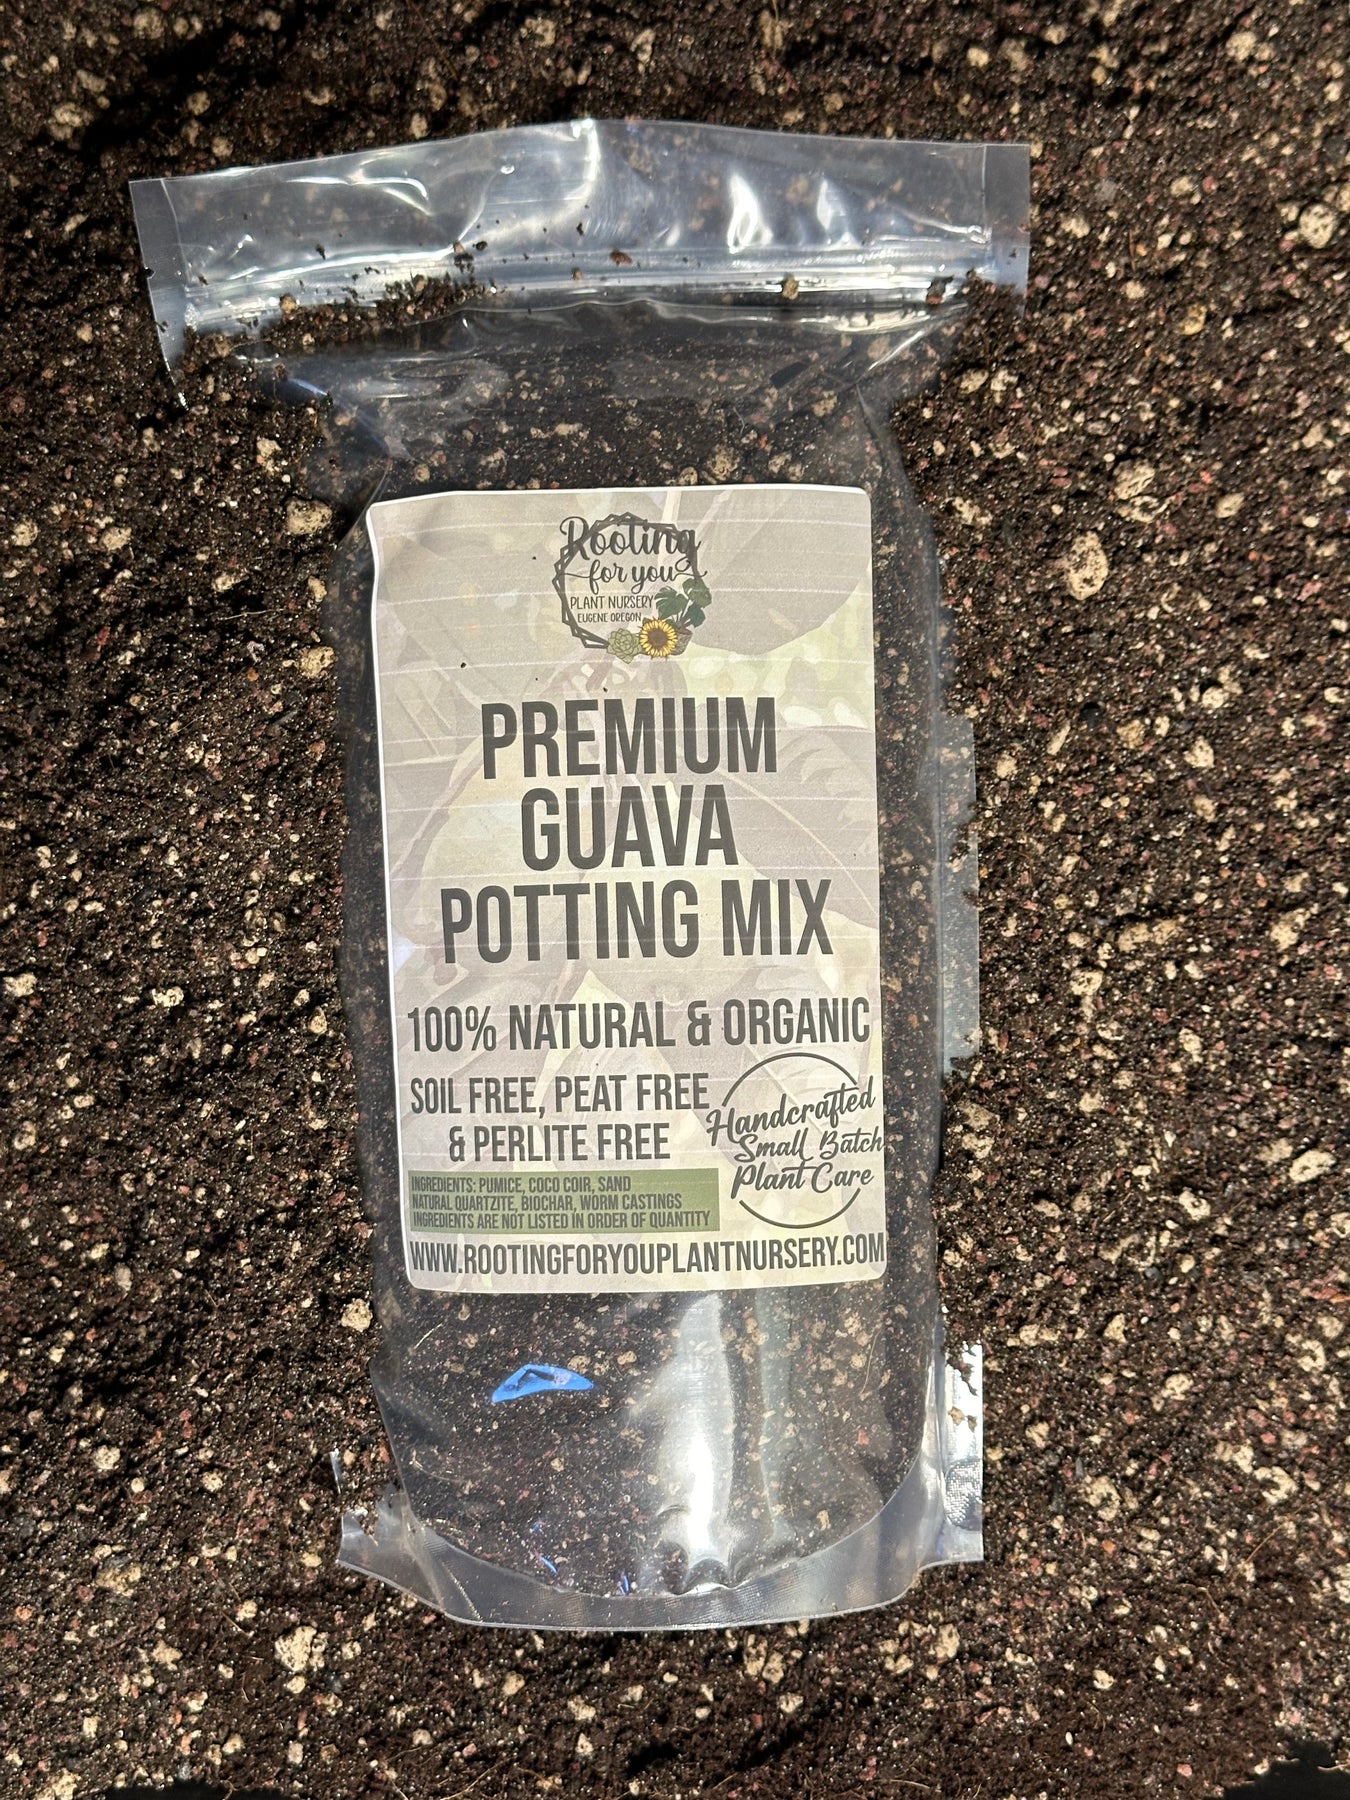 Rooting
for you
PLANT NURSERY
EUGENE OREGON
PREMIUM
GUAVA
POTTING MIX
100% NATURAL & ORGANIC
SOIL FREE, PEAT FREE
& PERLITE FREE
Handcrafted
Small Batch
Plant Care
INGREDIENTS: PUMICE, COCO COIR, SAND
NATURAL QUARTZITE, BIOCHAR, WORM CASTINGS
INGREDIENTS ARE NOT LISTED IN ORDER OF QUANTITY
WWW.ROOTINGFORYOUPLANTNURSERY.COM